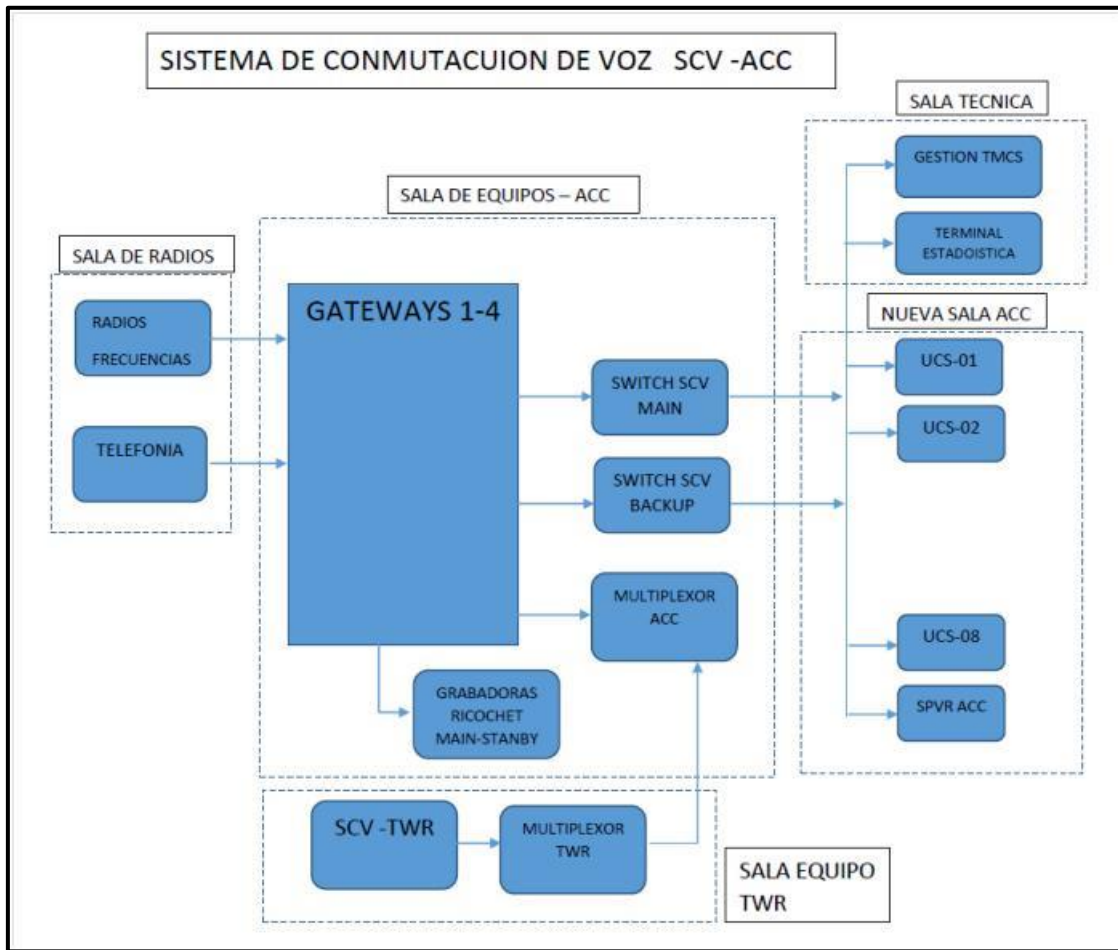 SISTEMA DE CONMUTACUION DE VOZ SCV -ACC
SALA TECNICA
GESTION TMCS
TERMINAL
ESTADOISTICA
SALA DE EQUIPOS – ACC
SALA DE RADIOS
RADIOS
FRECUENCIAS
TELEFONIA
GATEWAYS 1-4
SWITCH SCV
MAIN
SWITCH SCV
BACKUP
MULTIPLEXOR
ACC
GRABADORAS
RICOCHET
MAIN-STANBY
NUEVA SALA ACC
UCS-01
UCS-02
UCS-08
SPVR ACC
SCV -TWR
MULTIPLEXOR
TWR
SALA EQUIPO
TWR